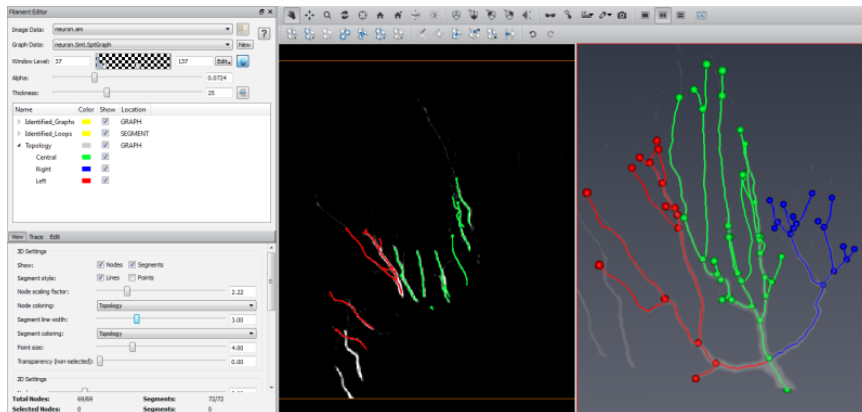 Filament Editor
Image Data: neuron.am
Graph Data: neuron.Smt.SptGraph New
Window Level: 37 137 Edit
Alpha: 0.0724
Thickness: 25
Name Color Show Location
Identified_Graphs GRAPH
Identified_Loops SEGMENT
Topology GRAPH
Central
Right
Left
View Trace Edit
3D Settings
Show: Nodes Segments
Segment style: Lines Points
Node scaling factor: 2.22
Node coloring: Topology
Segment line width: 3.00
Segment coloring: Topology
Point size: 4.00
Transparency (non-selected): 0.00
2D Settings
Total Nodes: 69/69 Segments: 72/72
Selected Nodes: 0 Segments: 0